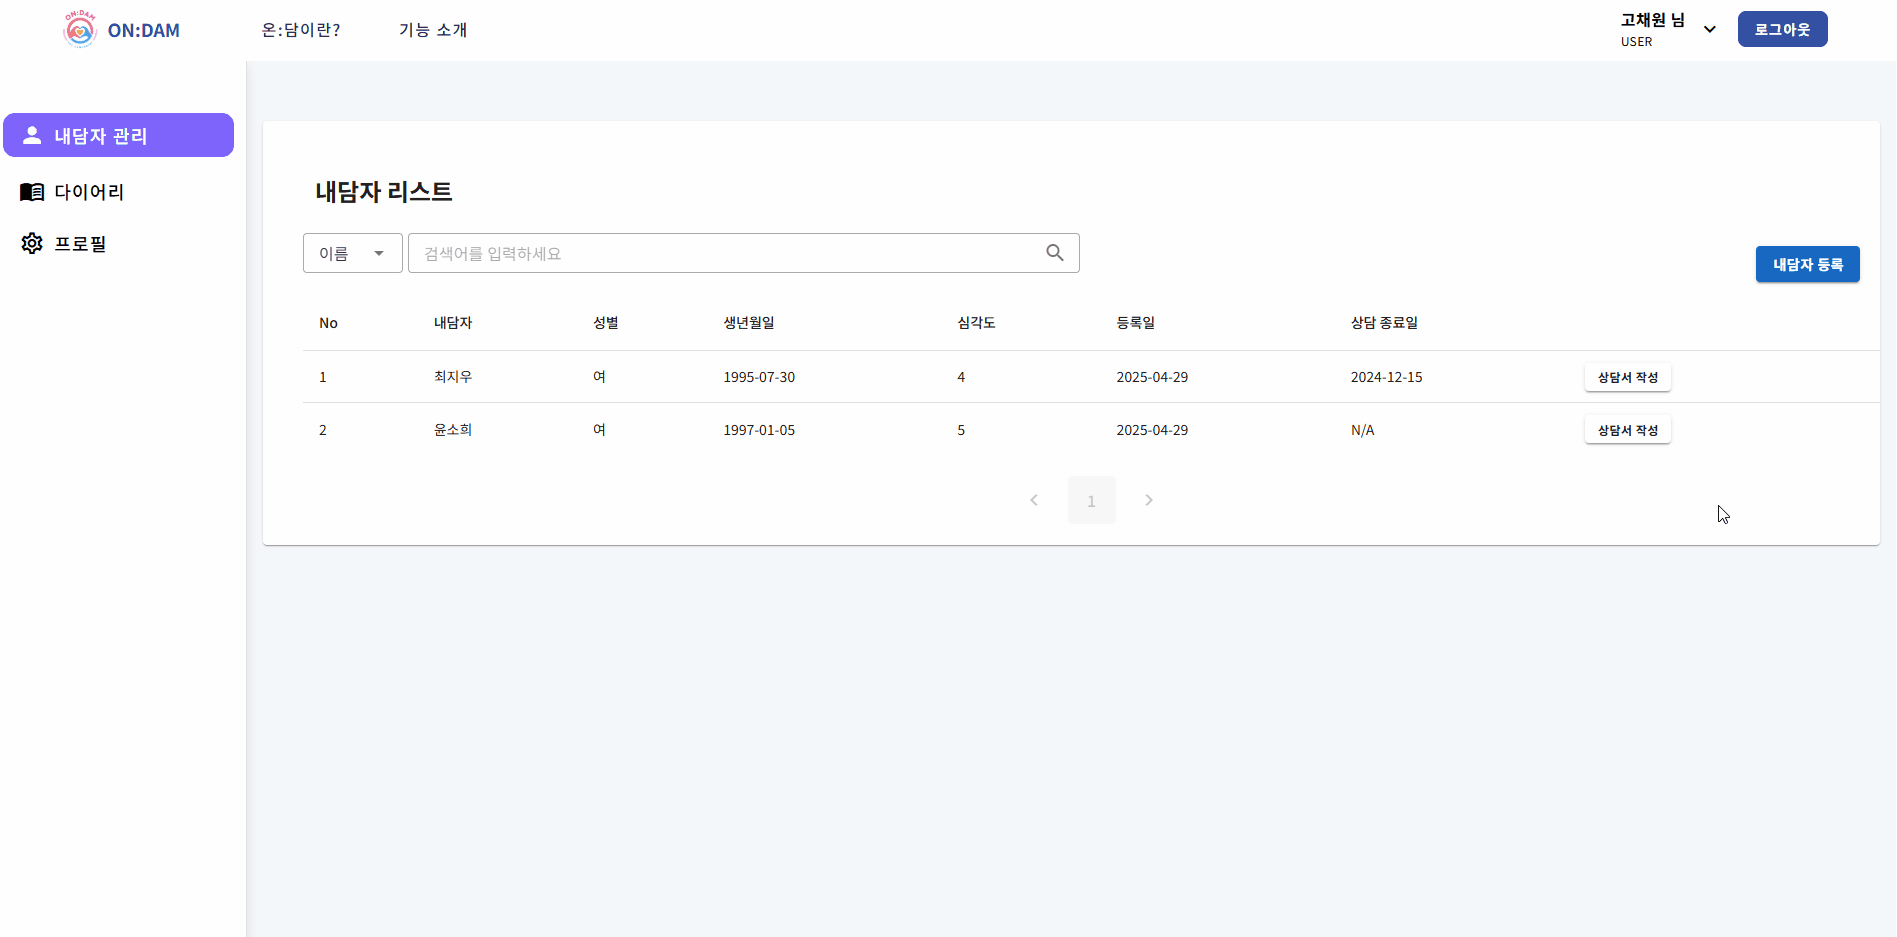 ON:DAM
ON:DAM
온:담이란?
기능 소개
고채원 님
USER
로그아웃
내담자 관리
다이어리
프로필
내담자 리스트
이름
검색어를 입력하세요
내담자 등록
No 내담자 성별 생년월일 심각도 등록일 상담 종료일
1 최지우 여 1995-07-30 4 2025-04-29 2024-12-15 상담서 작성
2 윤소희 여 1997-01-05 5 2025-04-29 N/A 상담서 작성
1